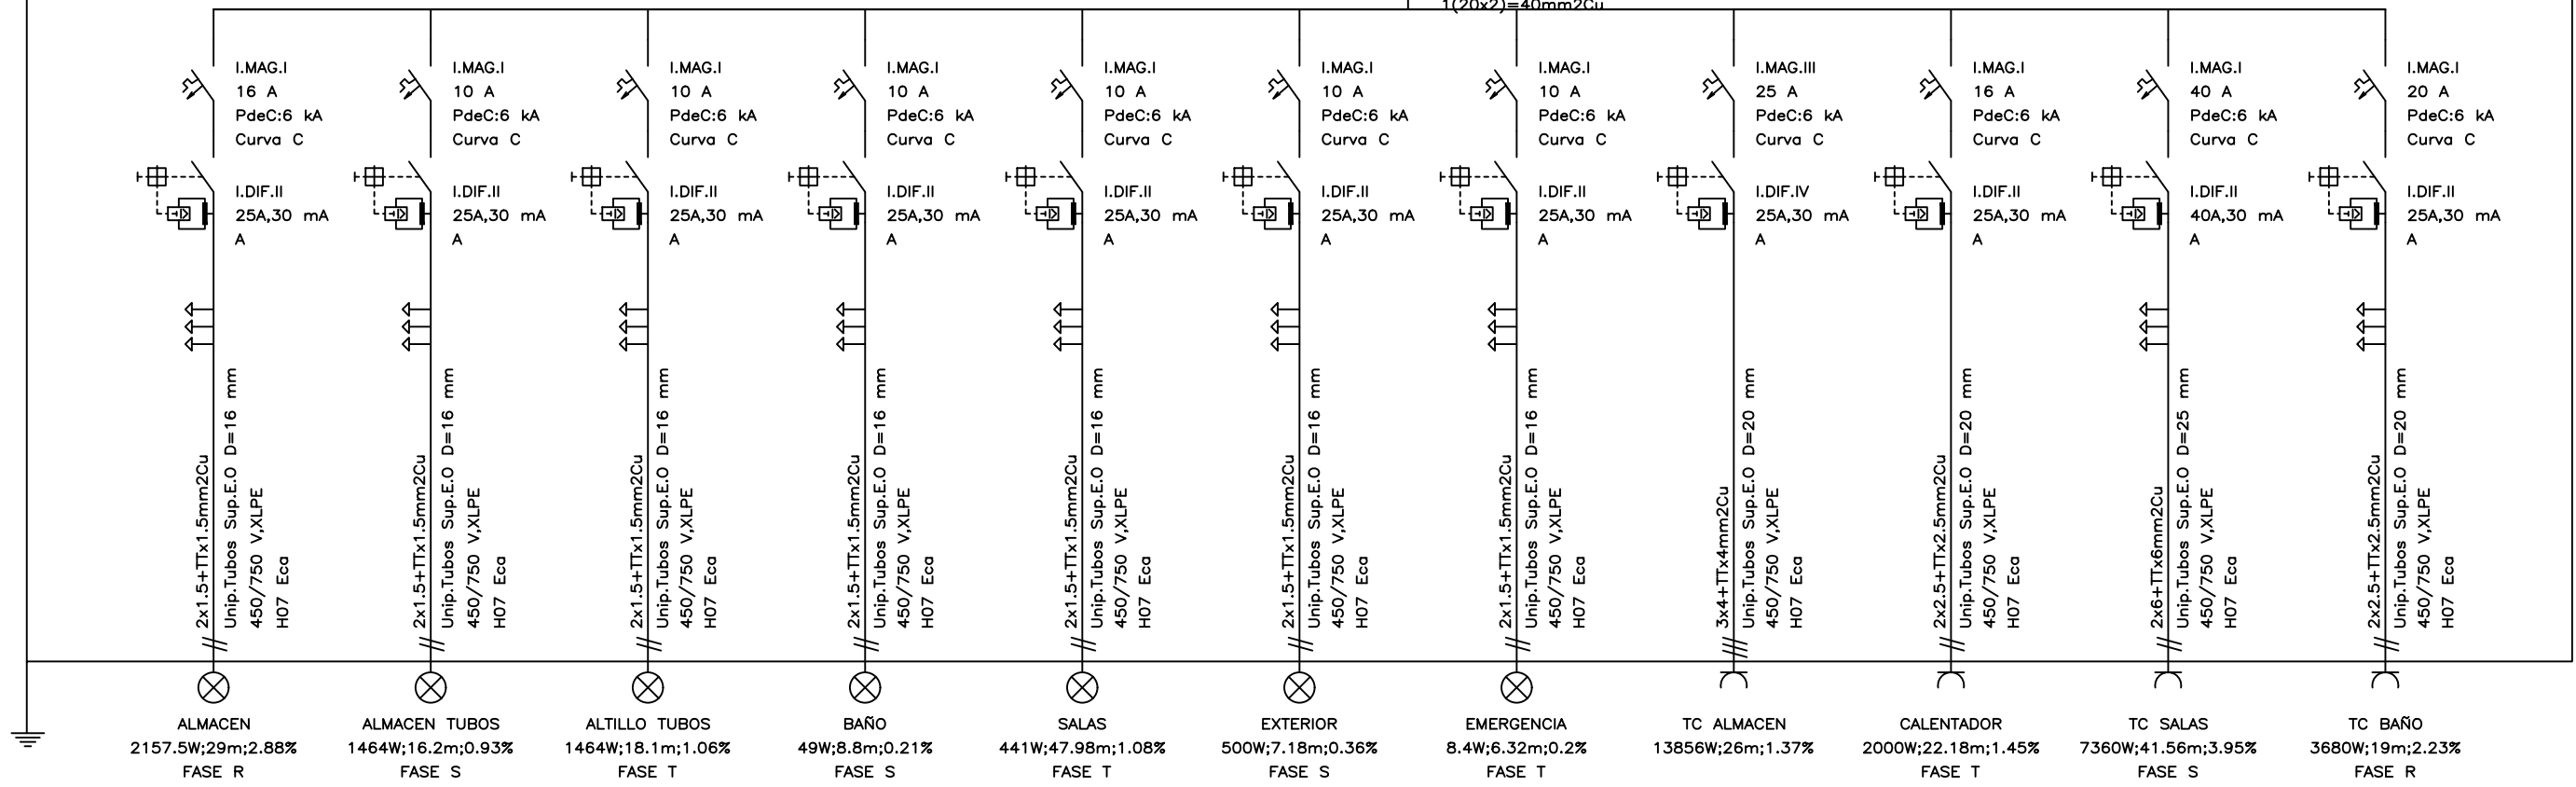 1(20x2)=40mm2Cu
I.MAG.I
16 A
PdeC:6 kA
Curva C
I.DIF.II
25A,30 mA
A
2x1.5+TTx1.5mm2Cu
Unip.Tubos Sup.E.O D=16 mm
450/750 V,XLPE
H07 Eca
ALMACEN
2157.5W;29m;2.88%
FASE R
I.MAG.I
10 A
PdeC:6 kA
Curva C
I.DIF.II
25A,30 mA
A
2x1.5+TTx1.5mm2Cu
Unip.Tubos Sup.E.O D=16 mm
450/750 V,XLPE
H07 Eca
ALMACEN TUBOS
1464W;16.2m;0.93%
FASE S
I.MAG.I
10 A
PdeC:6 kA
Curva C
I.DIF.II
25A,30 mA
A
2x1.5+TTx1.5mm2Cu
Unip.Tubos Sup.E.O D=16 mm
450/750 V,XLPE
H07 Eca
ALTILLO TUBOS
1464W;18.1m;1.06%
FASE T
I.MAG.I
10 A
PdeC:6 kA
Curva C
I.DIF.II
25A,30 mA
A
2x1.5+TTx1.5mm2Cu
Unip.Tubos Sup.E.O D=16 mm
450/750 V,XLPE
H07 Eca
BAÑO
49W;8.8m;0.21%
FASE S
I.MAG.I
10 A
PdeC:6 kA
Curva C
I.DIF.II
25A,30 mA
A
2x1.5+TTx1.5mm2Cu
Unip.Tubos Sup.E.O D=16 mm
450/750 V,XLPE
H07 Eca
SALAS
441W;47.98m;1.08%
FASE T
I.MAG.I
10 A
PdeC:6 kA
Curva C
I.DIF.II
25A,30 mA
A
2x1.5+TTx1.5mm2Cu
Unip.Tubos Sup.E.O D=16 mm
450/750 V,XLPE
H07 Eca
EXTERIOR
500W;7.18m;0.36%
FASE S
I.MAG.I
10 A
PdeC:6 kA
Curva C
I.DIF.II
25A,30 mA
A
2x1.5+TTx1.5mm2Cu
Unip.Tubos Sup.E.O D=16 mm
450/750 V,XLPE
H07 Eca
EMERGENCIA
8.4W;6.32m;0.2%
FASE T
I.MAG.III
25 A
PdeC:6 kA
Curva C
I.DIF.IV
25A,30 mA
A
3x4+TTx4mm2Cu
Unip.Tubos Sup.E.O D=20 mm
450/750 V,XLPE
H07 Eca
TC ALMACEN
13856W;26m;1.37%
I.MAG.I
16 A
PdeC:6 kA
Curva C
I.DIF.II
25A,30 mA
A
2x2.5+TTx2.5mm2Cu
Unip.Tubos Sup.E.O D=20 mm
450/750 V,XLPE
H07 Eca
CALENTADOR
2000W;22.18m;1.45%
FASE T
I.MAG.I
40 A
PdeC:6 kA
Curva C
I.DIF.II
40A,30 mA
A
2x6+TTx6mm2Cu
Unip.Tubos Sup.E.O D=25 mm
450/750 V,XLPE
H07 Eca
TC SALAS
7360W;41.56m;3.95%
FASE S
I.MAG.I
20 A
PdeC:6 kA
Curva C
I.DIF.II
25A,30 mA
A
2x2.5+TTx2.5mm2Cu
Unip.Tubos Sup.E.O D=20 mm
450/750 V,XLPE
H07 Eca
TC BAÑO
3680W;19m;2.23%
FASE R